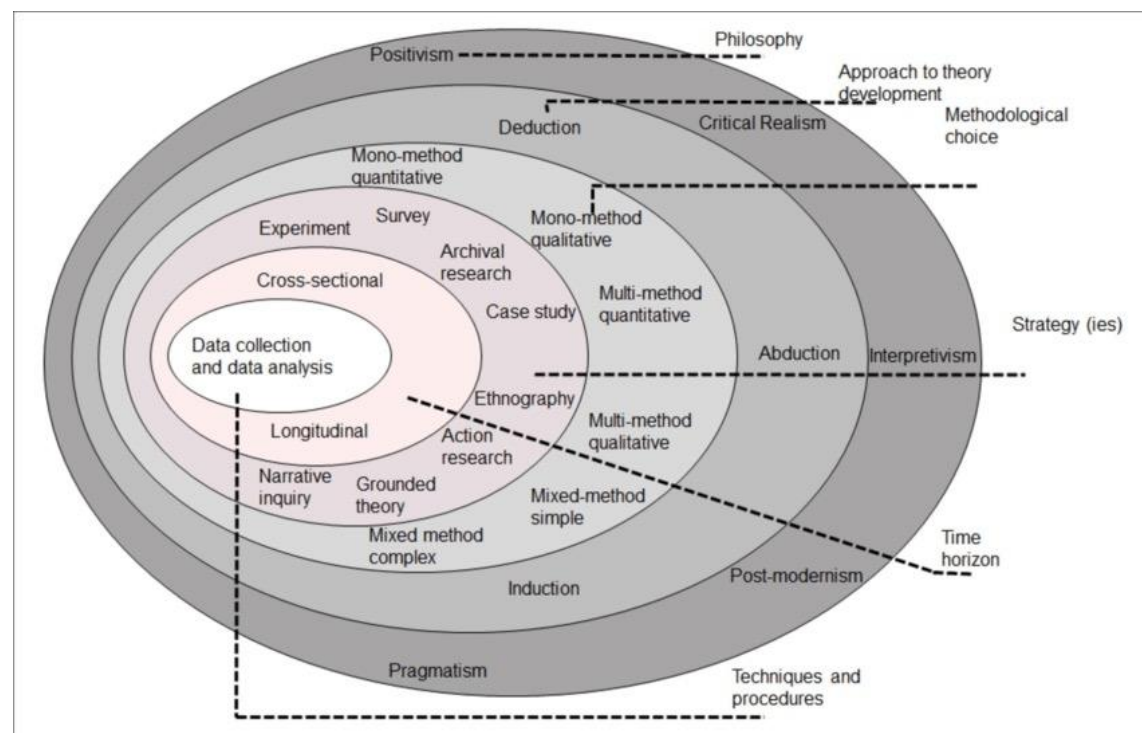 Positivism
Philosophy
Approach to theory
development
Deduction
Critical Realism
Methodological
choice
Mono-method
quantitative
Mono-method
qualitative
Survey
Experiment
Archival
research
Cross-sectional
Multi-method
quantitative
Case study
Strategy (ies)
Data collection
and data analysis
Abduction
Interpretivism
Ethnography
Multi-method
qualitative
Longitudinal
Action
research
Narrative
inquiry
Grounded
theory
Mixed-method
simple
Mixed method
complex
Time
horizon
Post-modernism
Induction
Pragmatism
Techniques and
procedures